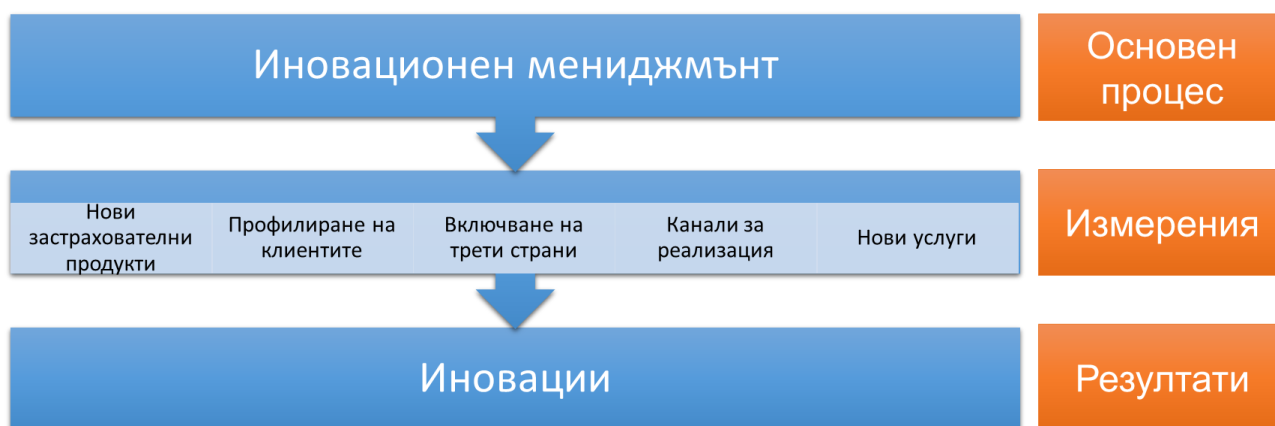 Иновационен мениджмънт
Основен
процес
Нови
застрахователни
продукти
Профилиране на
клиентите
Включване на
трети страни
Канали за
реализация
Нови услуги
Измерения
Иновации
Резултати